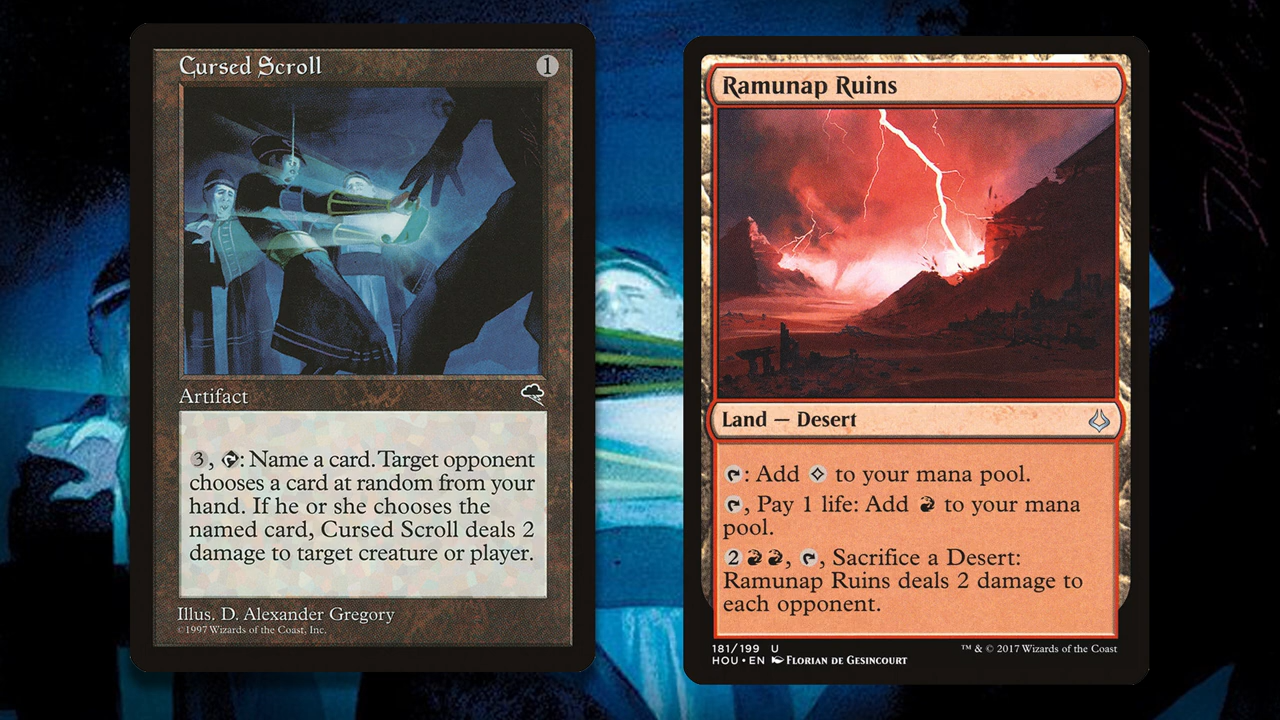 Cursed Scroll
1
Artifact
3, : Name a card. Target opponent
chooses a card at random from your
hand. If he or she chooses the
named card, Cursed Scroll deals 2
damage to target creature or player.
Illus. D. Alexander Gregory
©1997 Wizards of the Coast, Inc.
Ramunap Ruins
Land — Desert
: Add to your mana pool.
, Pay 1 life: Add to your mana
pool.
2, , Sacrifice a Desert:
Ramunap Ruins deals 2 damage to
each opponent.
181/199 U
HOU • EN Florian de Gesincourt
™ & © 2017 Wizards of the Coast